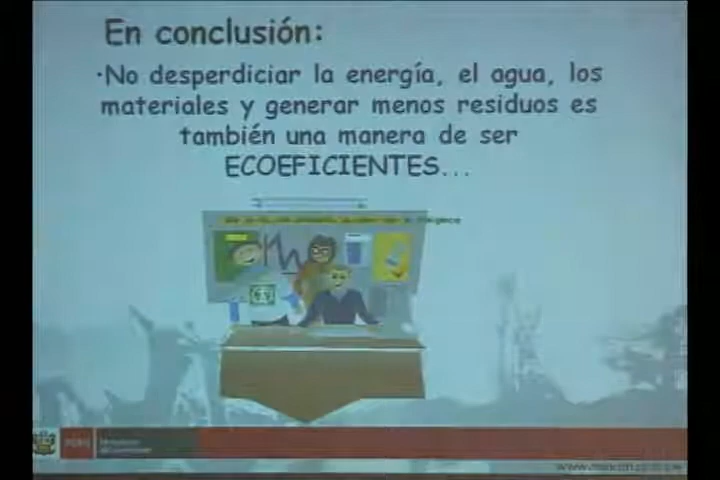 En conclusión:
·No desperdiciar la energía, el agua, los
materiales y generar menos residuos es
también una manera de ser
ECOEFICIENTES...
PERÚ